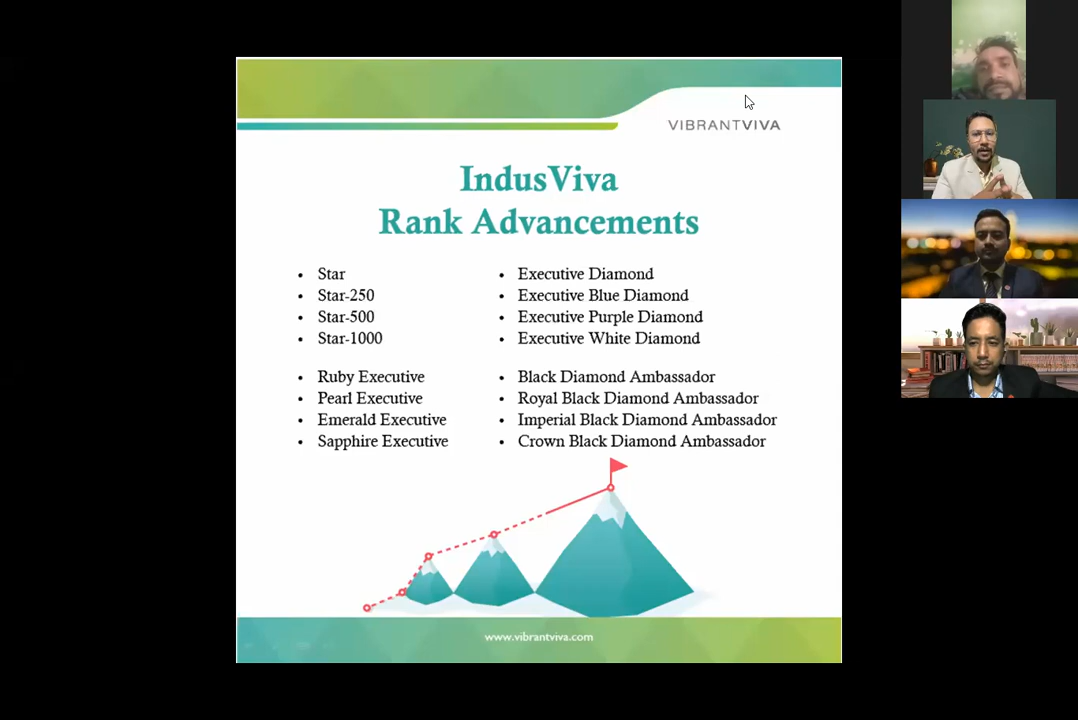 VIBRANTVIVA
IndusViva
Rank Advancements
• Star
• Star-250
• Star-500
• Star-1000
• Ruby Executive
• Pearl Executive
• Emerald Executive
• Sapphire Executive
• Executive Diamond
• Executive Blue Diamond
• Executive Purple Diamond
• Executive White Diamond
• Black Diamond Ambassador
• Royal Black Diamond Ambassador
• Imperial Black Diamond Ambassador
• Crown Black Diamond Ambassador
www.vibrantviva.com